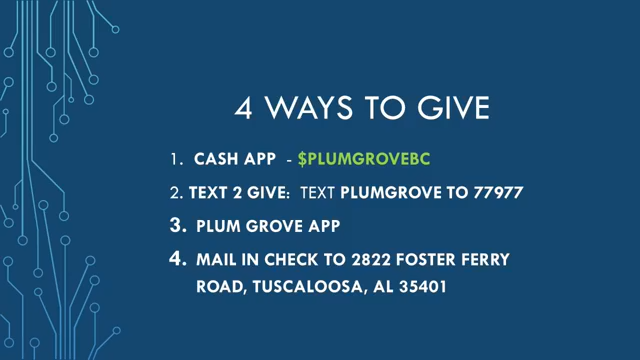 4 WAYS TO GIVE
1. CASH APP - $PLUMGROVEBC
2. TEXT 2 GIVE: TEXT PLUMGROVE TO 77977
3. PLUM GROVE APP
4. MAIL IN CHECK TO 2822 FOSTER FERRY
ROAD, TUSCALOOSA, AL 35401